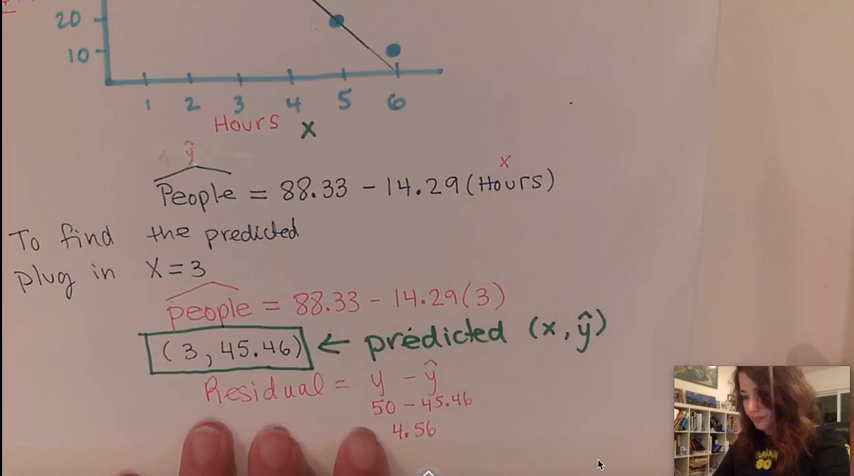 20
10
1 2 3 4 5 6
Hours X
ŷ
x
People = 88.33 - 14.29 (Hours)
To find the predicted
plug in X = 3
people = 88.33 - 14.29 (3)
(3, 45.46) ← predicted (x, ŷ)
Residual = y - ŷ
50 - 45.46
4.56